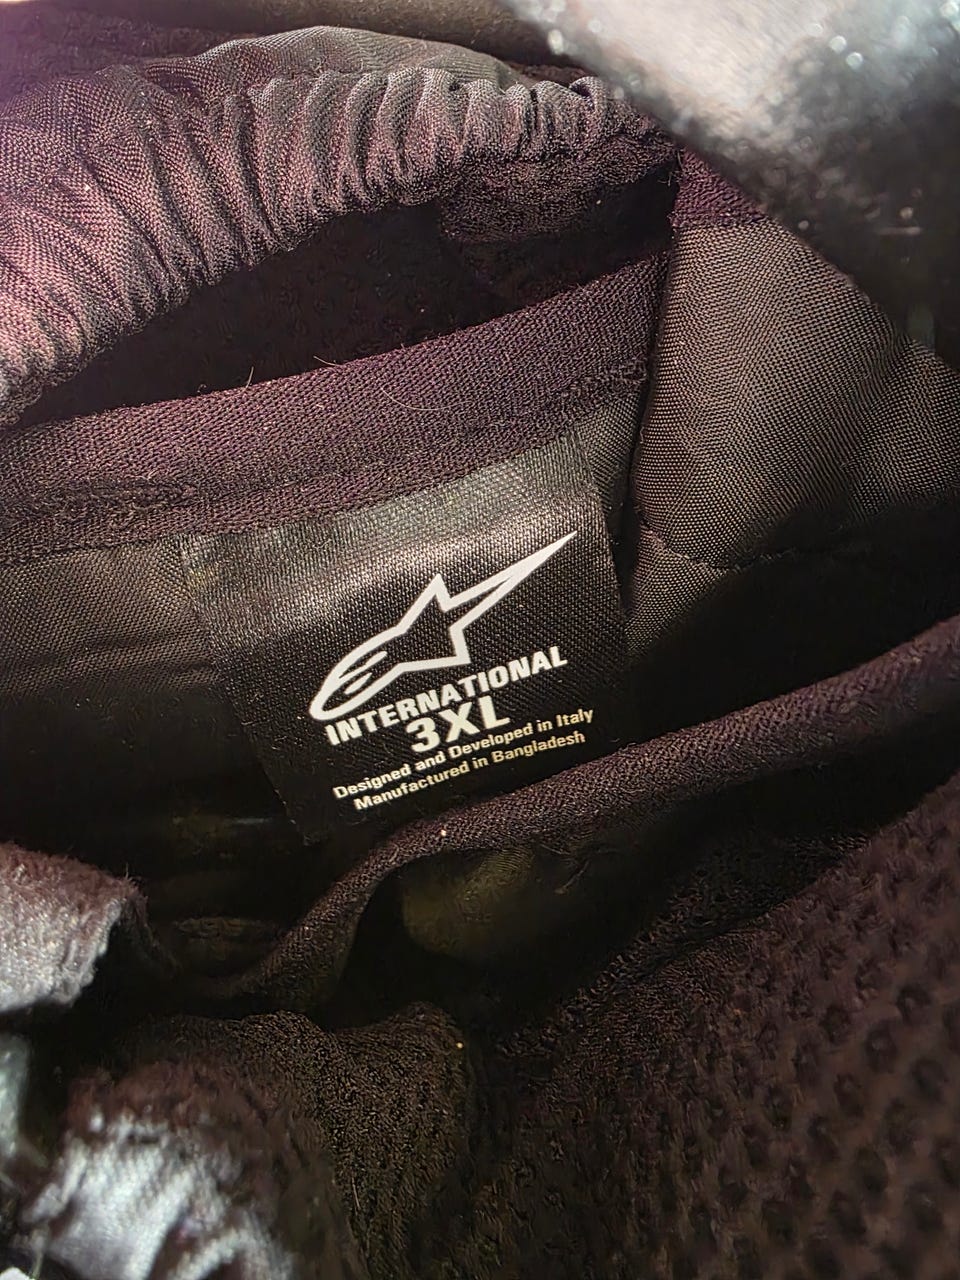 INTERNATIONAL
3XL
Designed and Developed in Italy
Manufactured in Bangladesh